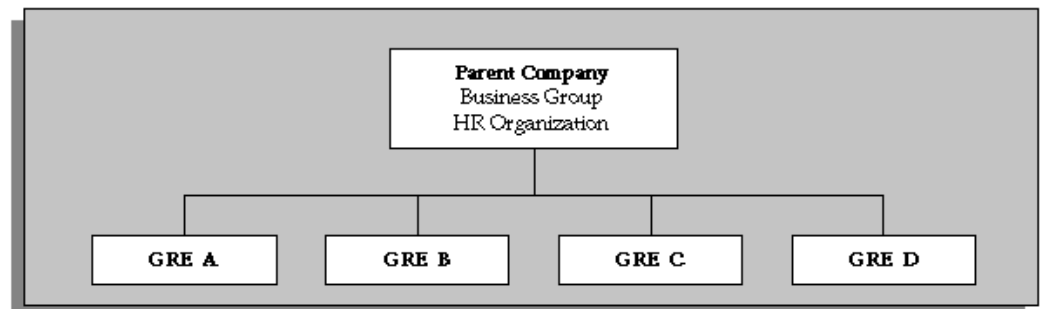 Parent Company
Business Group
HR Organization
GRE A
GRE B
GRE C
GRE D